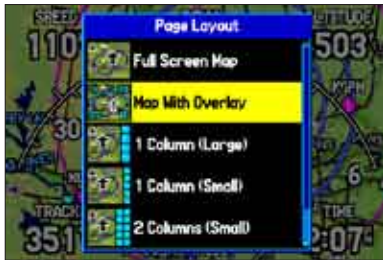 Page Layout
SPEED
110
503
Full Screen Map
Map With Overlay
30
1 Column (Large)
1 Column (Small)
6
TRACK
TIME
351
2 Columns (Small)
2:07